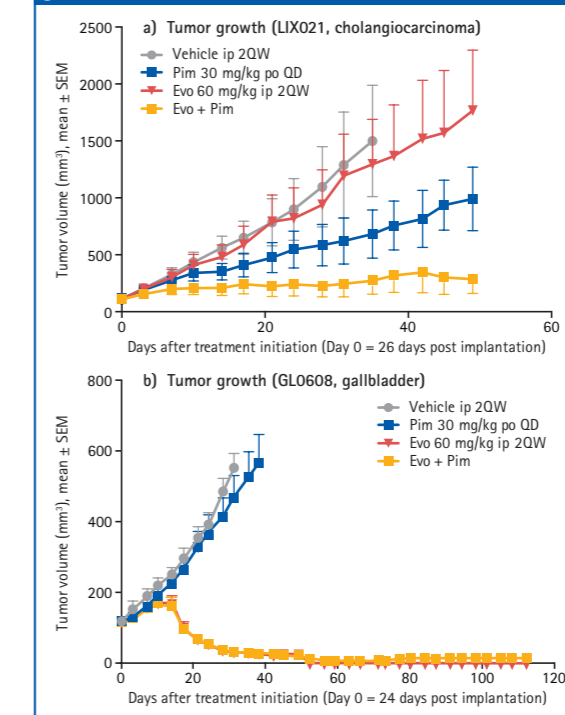 a) Tumor growth (LIX021, cholangiocarcinoma)
Vehicle ip 2QW
Pim 30 mg/kg po QD
Evo 60 mg/kg ip 2QW
Evo + Pim
Tumor volume (mm³), mean ± SEM
2500
2000
1500
1000
500
0
0 20 40 60
Days after treatment initiation (Day 0 = 26 days post implantation)
b) Tumor growth (GL0608, gallbladder)
Vehicle ip 2QW
Pim 30 mg/kg po QD
Evo 60 mg/kg ip 2QW
Evo + Pim
Tumor volume (mm³), mean ± SEM
800
600
400
200
0
0 20 40 60 80 100 120
Days after treatment initiation (Day 0 = 24 days post implantation)